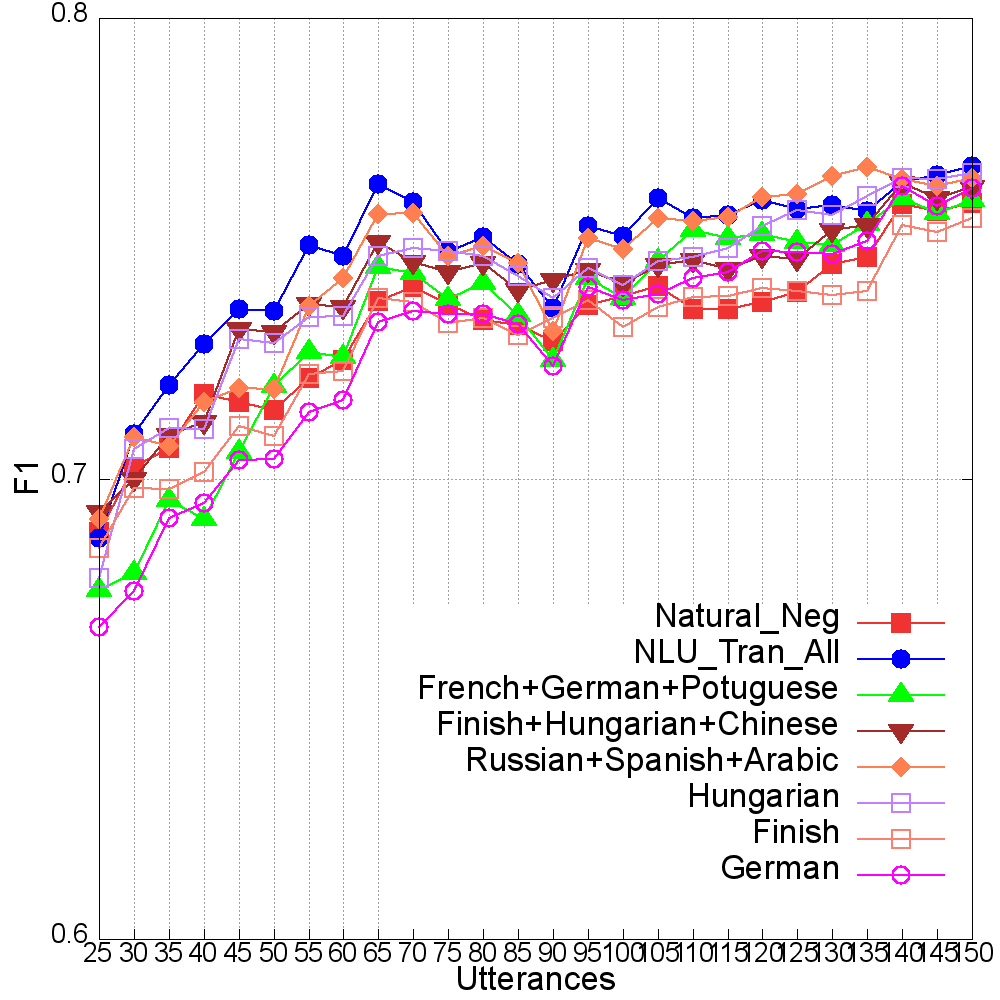 0.8
0.7
0.6
F1
Natural_Neg
NLU_Tran_All
French+German+Potuguese
Finish+Hungarian+Chinese
Russian+Spanish+Arabic
Hungarian
Finish
German
25 30 35 40 45 50 55 60 65 70 75 80 85 90 95 100 105 110 115 120 125 130 135 140 145 150
Utterances